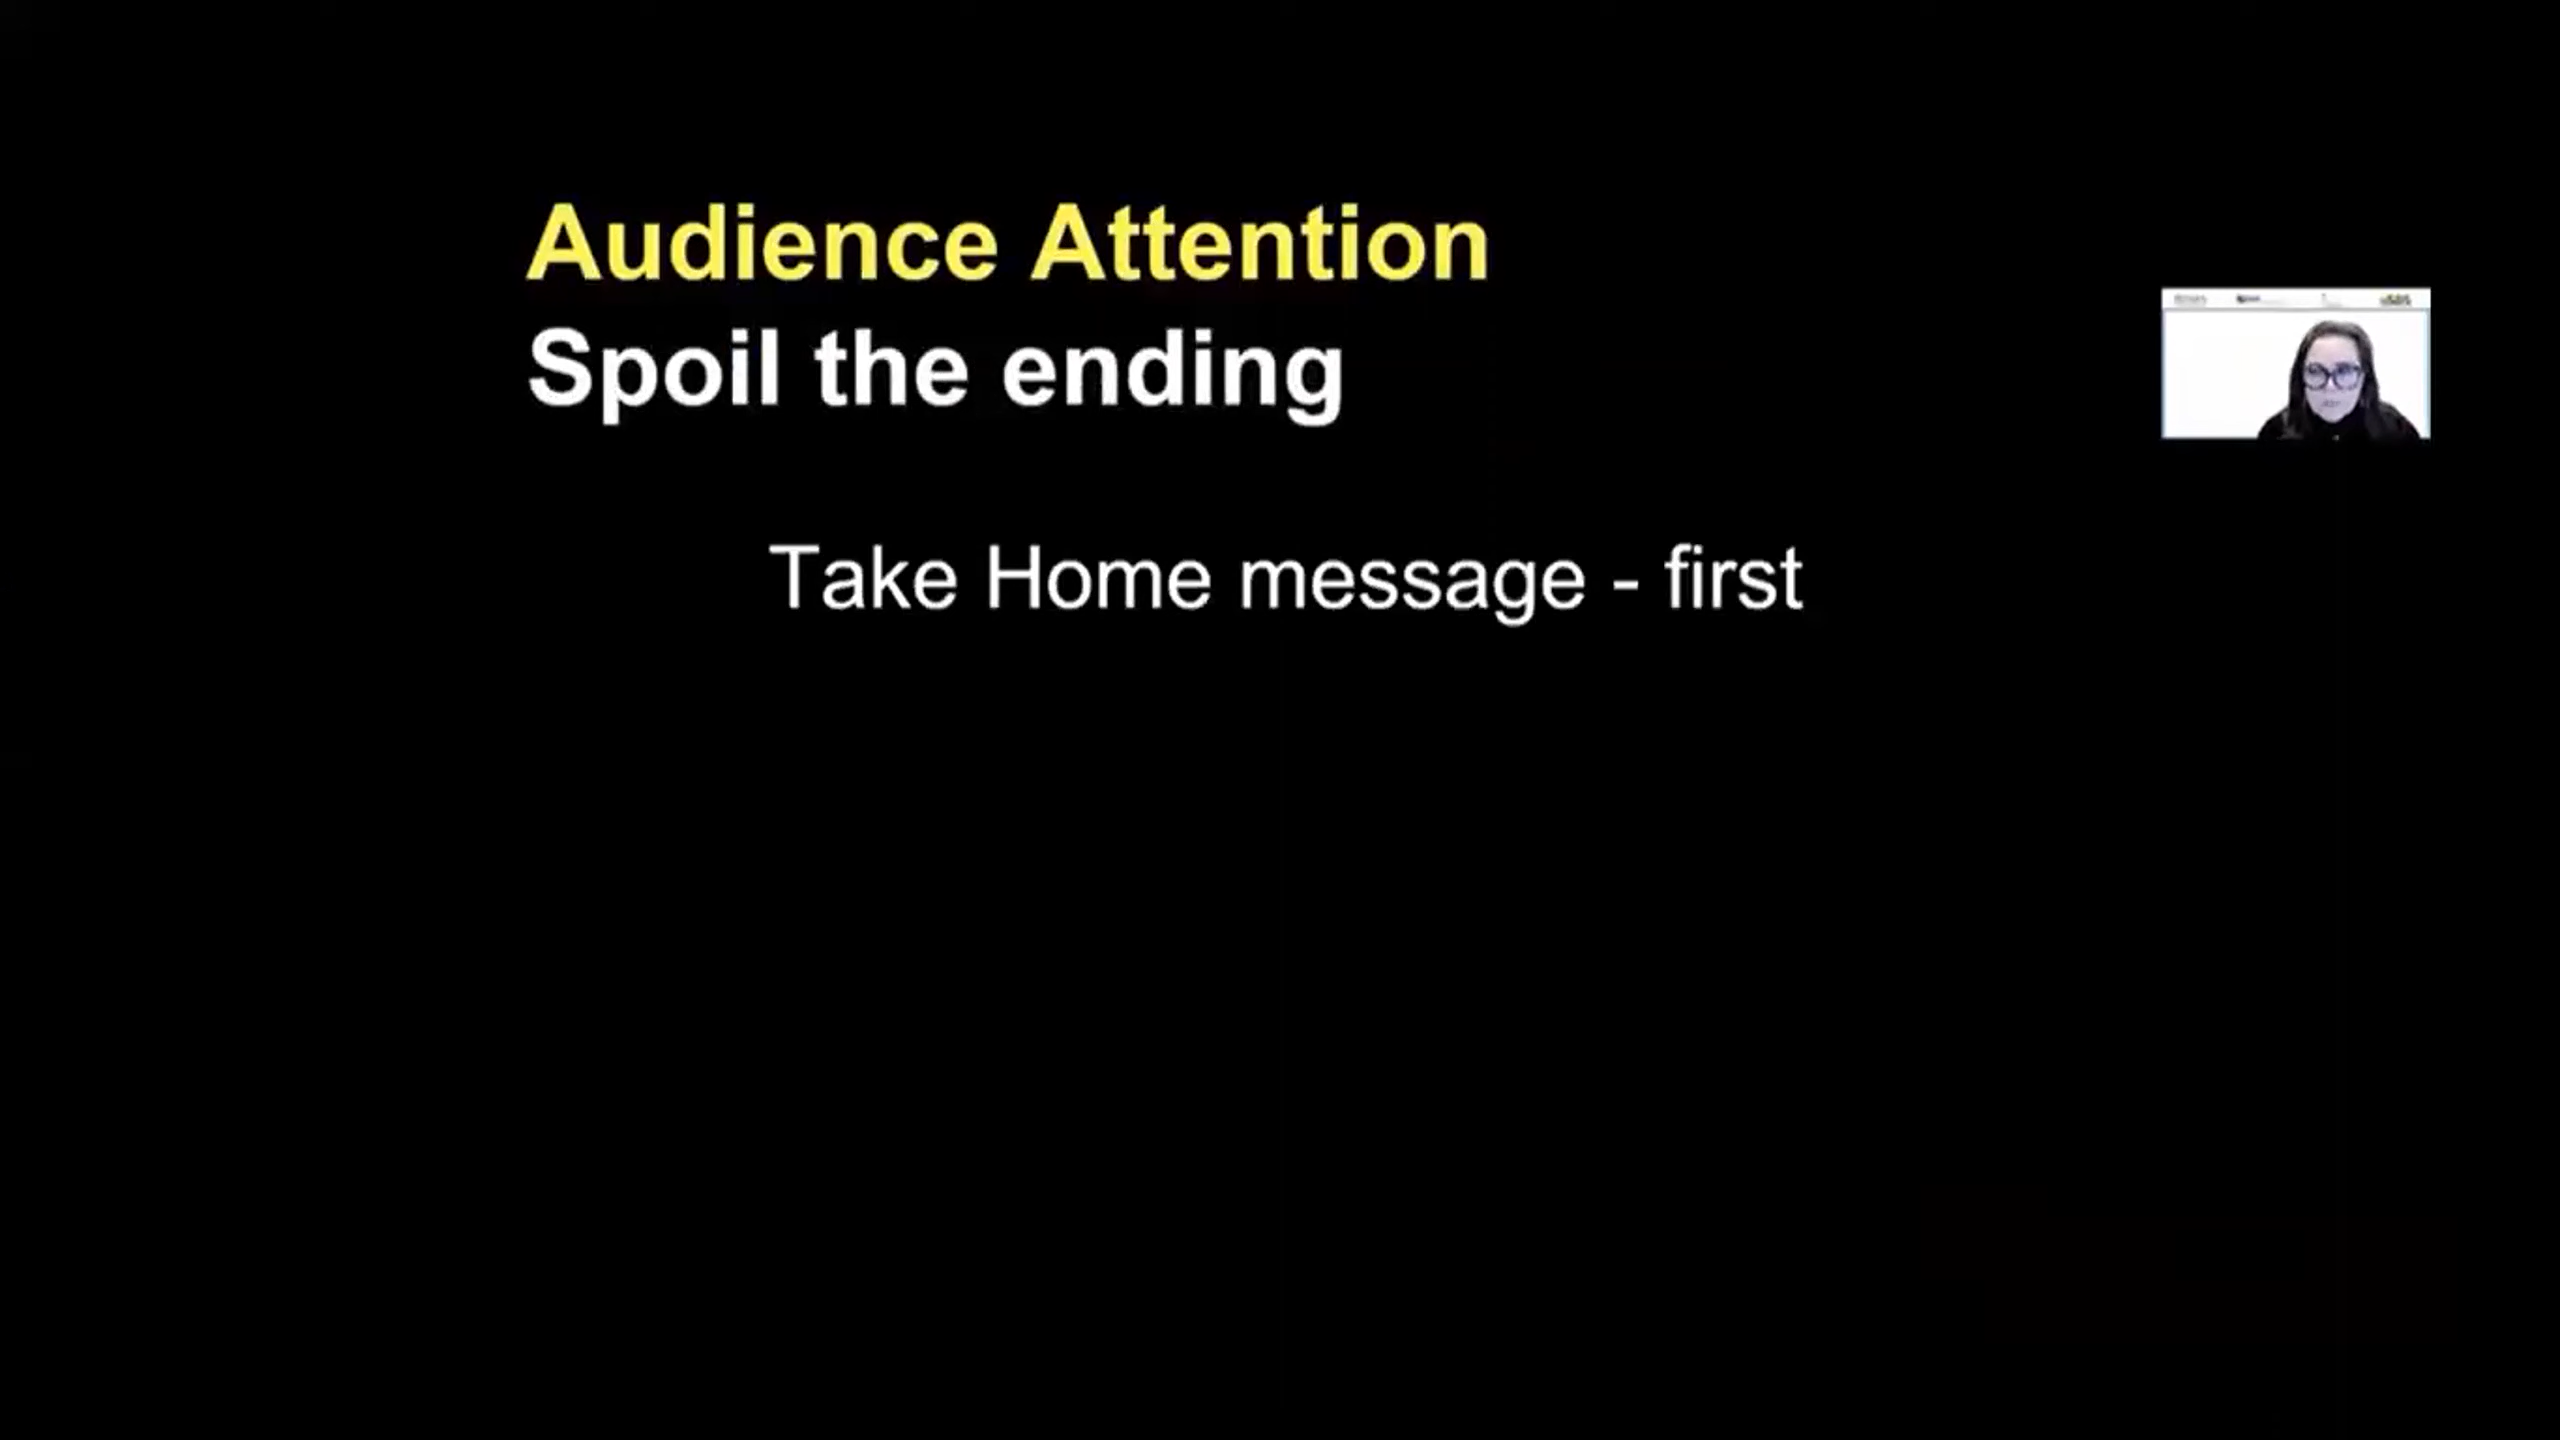 Audience Attention
Spoil the ending
Take Home message - first